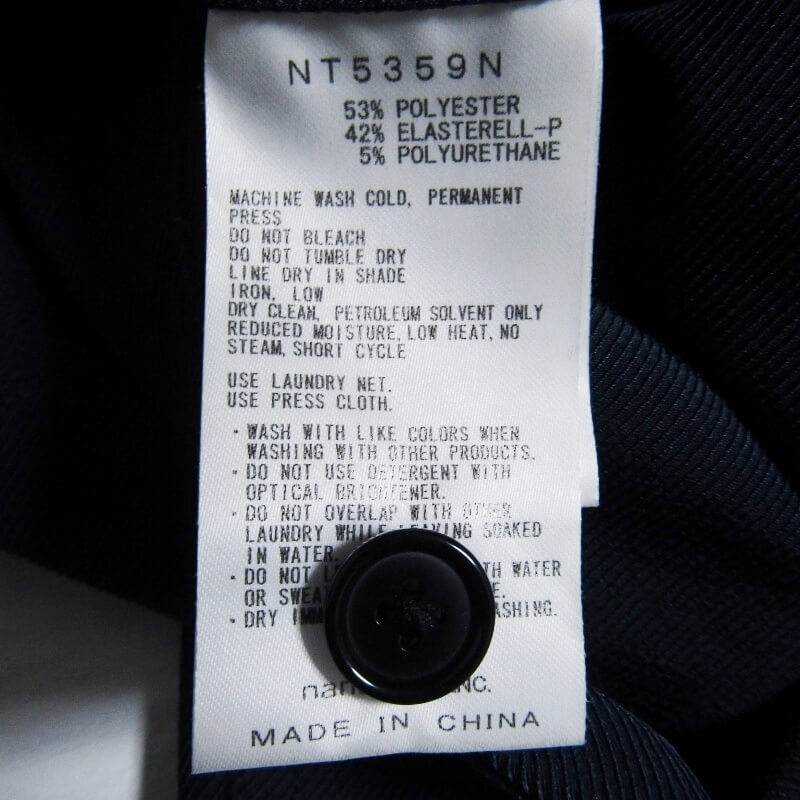 NT5359N
53% POLYESTER
42% ELASTERELL-P
5% POLYURETHANE
MACHINE WASH COLD, PERMANENT
PRESS
DO NOT BLEACH
DO NOT TUMBLE DRY
LINE DRY IN SHADE
IRON, LOW
DRY CLEAN, PETROLEUM SOLVENT ONLY
REDUCED MOISTURE, LOW HEAT, NO
STEAM, SHORT CYCLE
USE LAUNDRY NET.
USE PRESS CLOTH.
・WASH WITH LIKE COLORS WHEN
WASHING WITH OTHER PRODUCTS.
・DO NOT USE DETERGENT WITH
OPTICAL BRIGHTENER.
・DO NOT OVERLAP WITH OTHER
LAUNDRY WHILE LEAVING SOAKED
IN WATER.
・DO NOT WATER
OR
・DRY
INC.
MADE IN CHINA